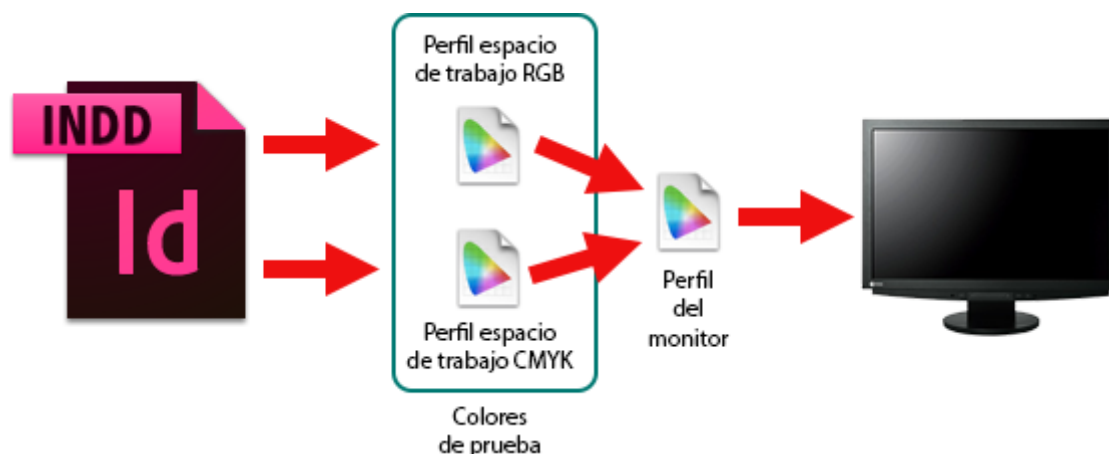 Perfil espacio
de trabajo RGB
INDD
Id
Perfil espacio
de trabajo CMYK
Perfil
del
monitor
Colores
de prueba